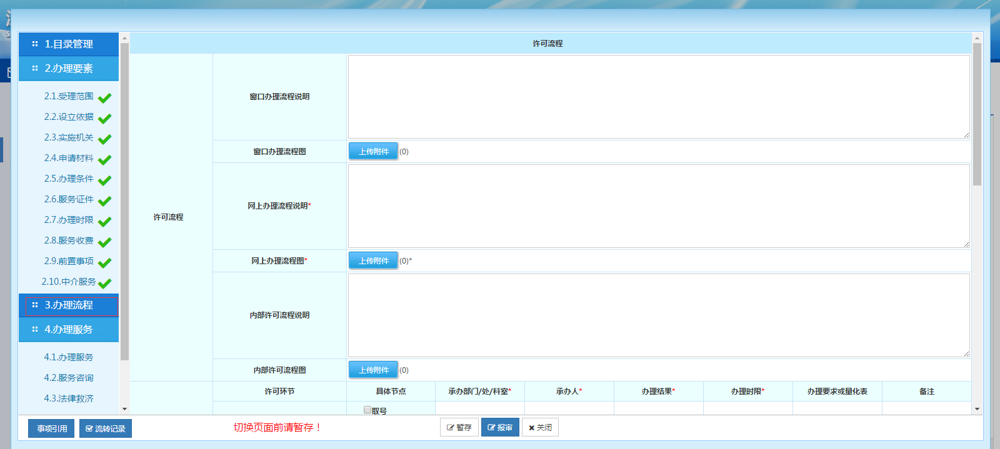 1.目录管理
2.办理要素
2.1.受理范围
2.2.设立依据
2.3.实施机关
2.4.申请材料
2.5.办理条件
2.6.服务证件
2.7.办理时限
2.8.服务收费
2.9.前置事项
2.10.中介服务
3.办理流程
4.办理服务
4.1.办理服务
4.2.服务咨询
4.3.法律救济
许可流程
许可流程
窗口办理流程说明
窗口办理流程图 上传附件 (0)
网上办理流程说明*
网上办理流程图* 上传附件 (0)*
内部许可流程说明
内部许可流程图 上传附件 (0)
许可环节 具体节点 承办部门/处/科室* 承办人* 办理结果* 办理时限* 办理要求或量化表 备注
取号
事项引用 流转记录 切换页面前请暂存！ 暂存 报审 关闭